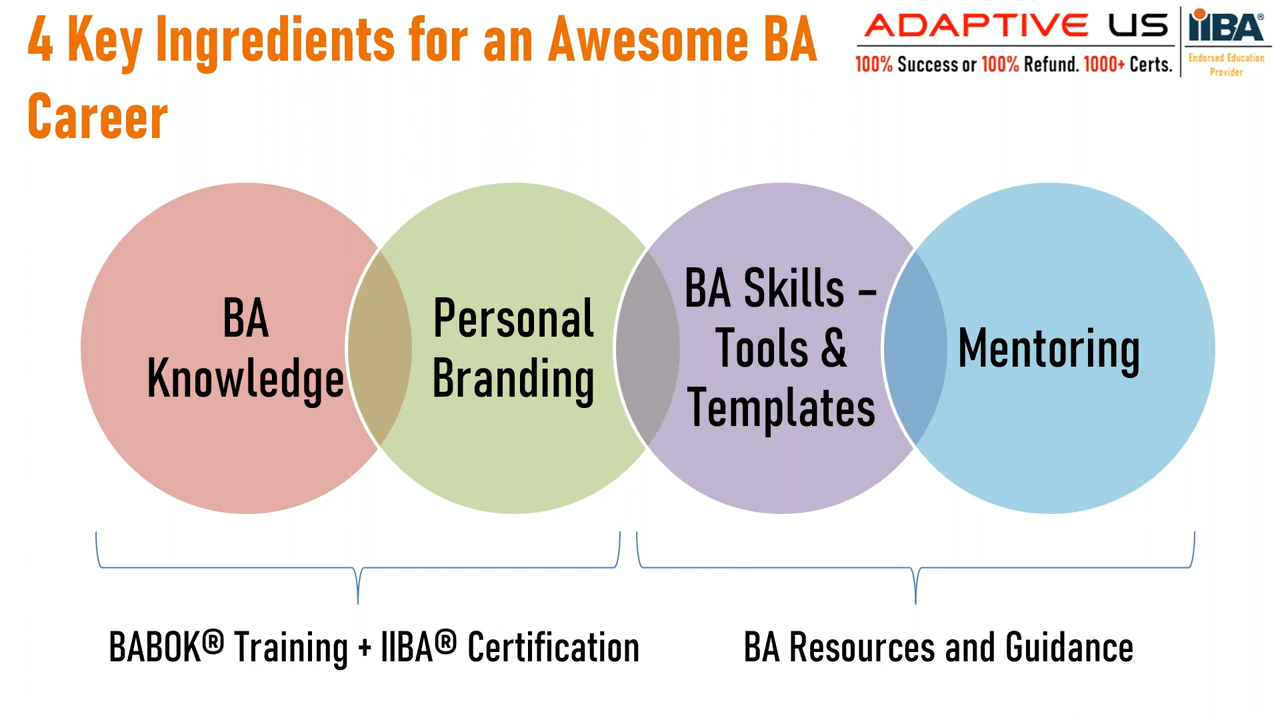 4 Key Ingredients for an Awesome BA
Career
ADAPTIVE US
100% Success or 100% Refund. 1000+ Certs.
IIBA®
Endorsed Education
Provider
BA
Knowledge
Personal
Branding
BA Skills –
Tools &
Templates
Mentoring
BABOK® Training + IIBA® Certification
BA Resources and Guidance